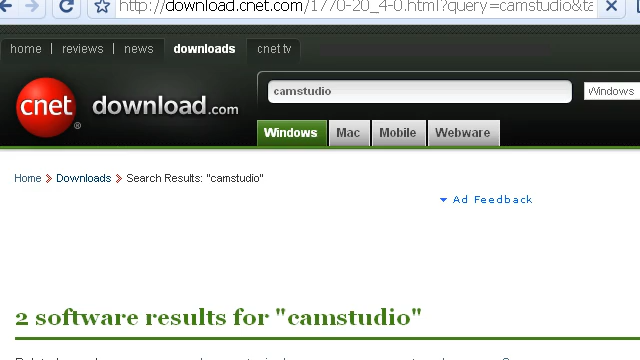 http://download.cnet.com/1770-20_4-0.html?query=camstudio&ta
home | reviews | news downloads cnet tv
cnet download.com
®
camstudio
Windows
Windows Mac Mobile Webware
Home > Downloads > Search Results: "camstudio"
Ad Feedback
2 software results for "camstudio"